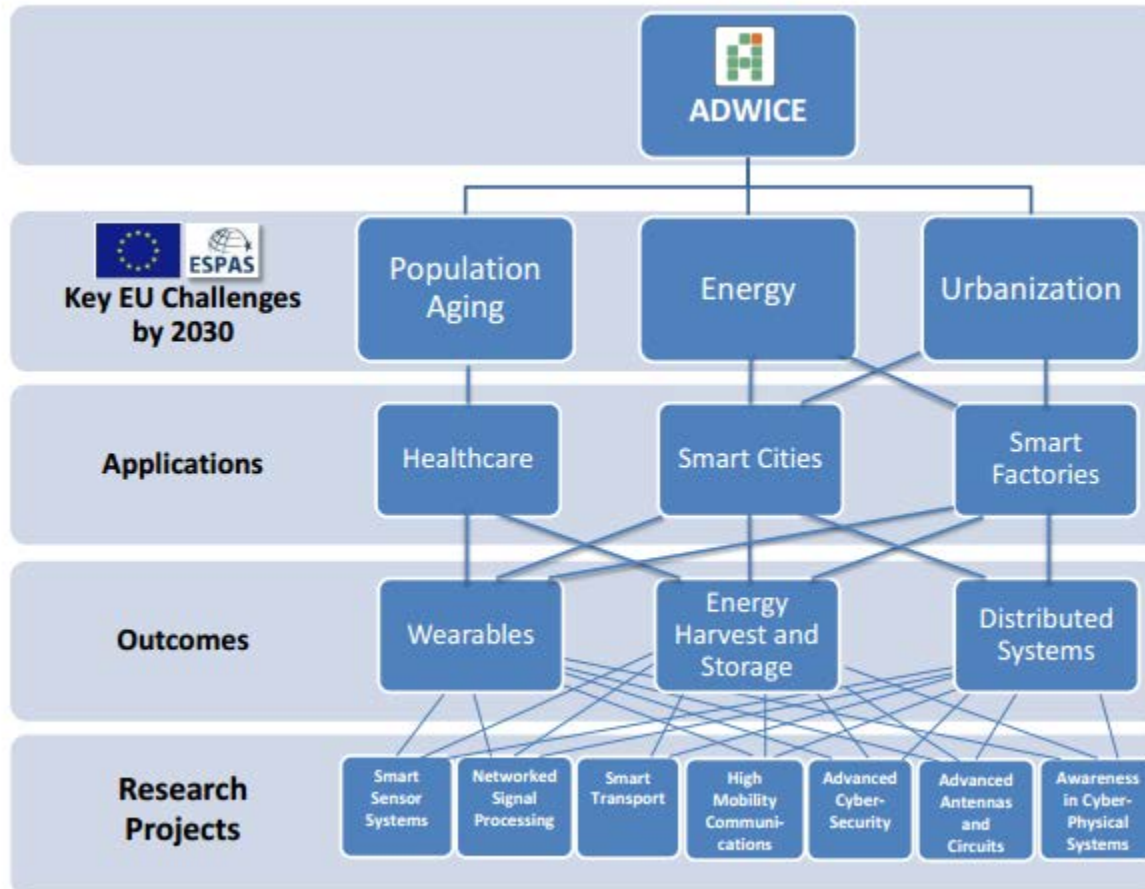 ADWICE
ESPAS
Key EU Challenges
by 2030
Population
Aging
Energy
Urbanization
Applications
Healthcare
Smart Cities
Smart
Factories
Outcomes
Wearables
Energy
Harvest and
Storage
Distributed
Systems
Research
Projects
Smart
Sensor
Systems
Networked
Signal
Processing
Smart
Transport
High
Mobility
Communi-
cations
Advanced
Cyber-
Security
Advanced
Antennas
and
Circuits
Awareness
in Cyber-
Physical
Systems